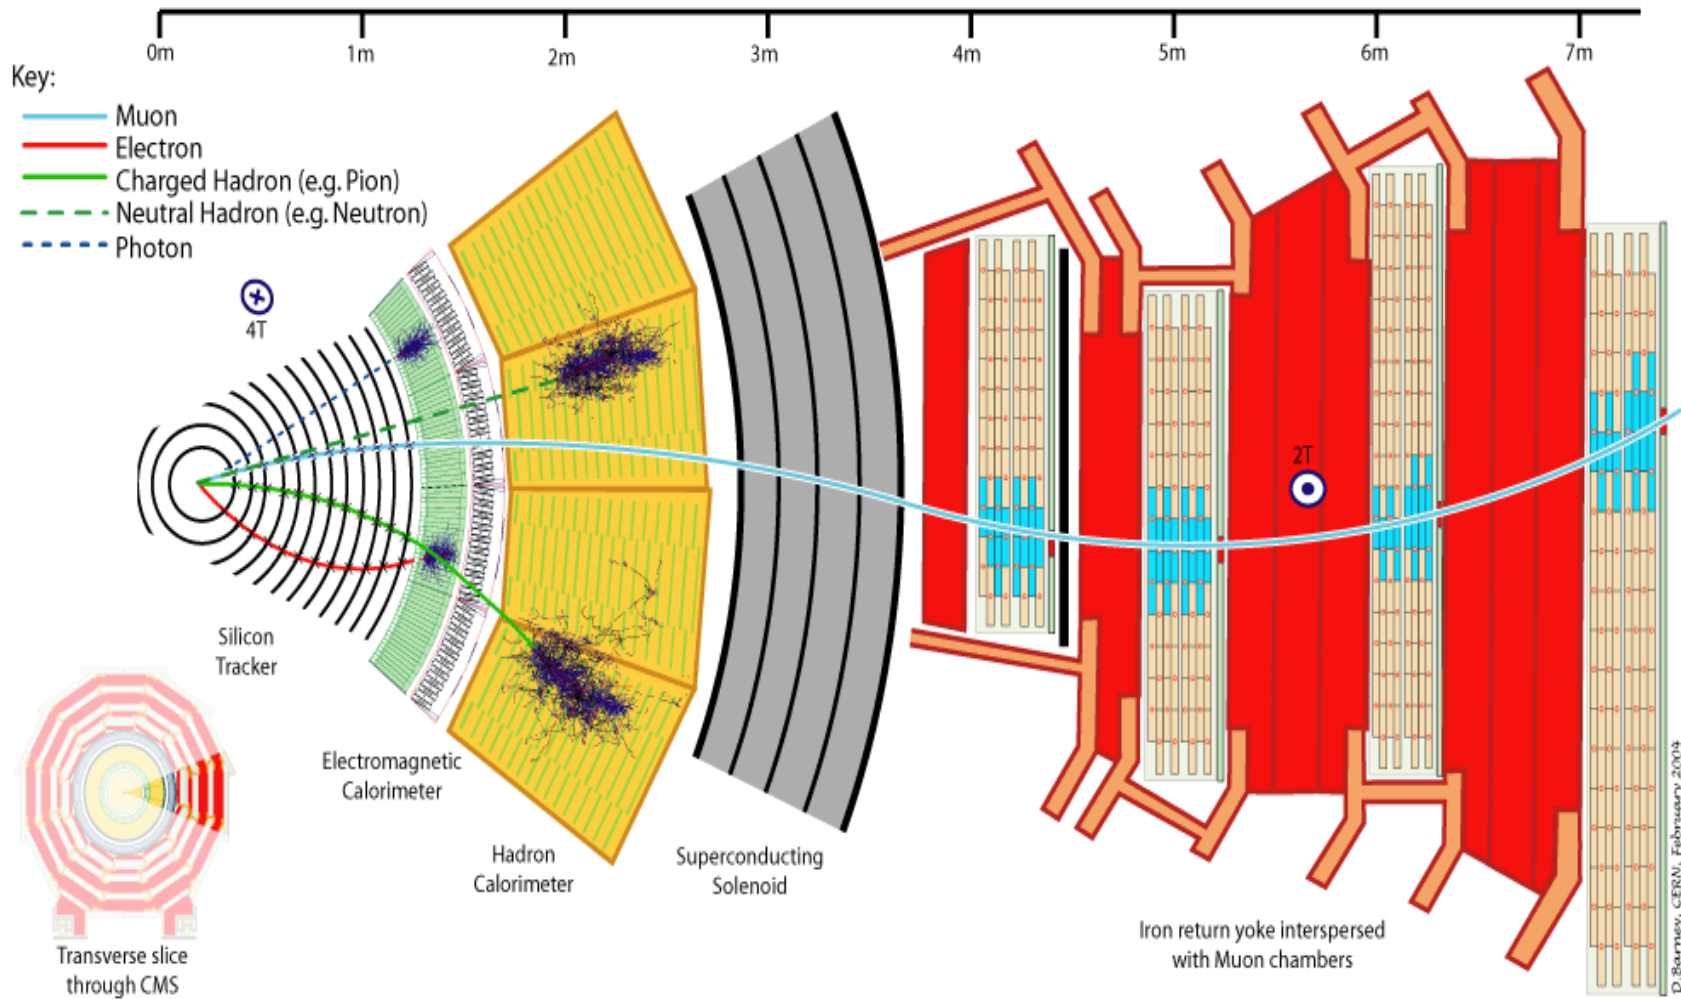 0m 1m 2m 3m 4m 5m 6m 7m
Key:
Muon
Electron
Charged Hadron (e.g. Pion)
Neutral Hadron (e.g. Neutron)
Photon
4T
2T
Silicon
Tracker
Electromagnetic
Calorimeter
Hadron
Calorimeter
Superconducting
Solenoid
Iron return yoke interspersed
with Muon chambers
Transverse slice
through CMS
D.Barney, CERN, February 2004